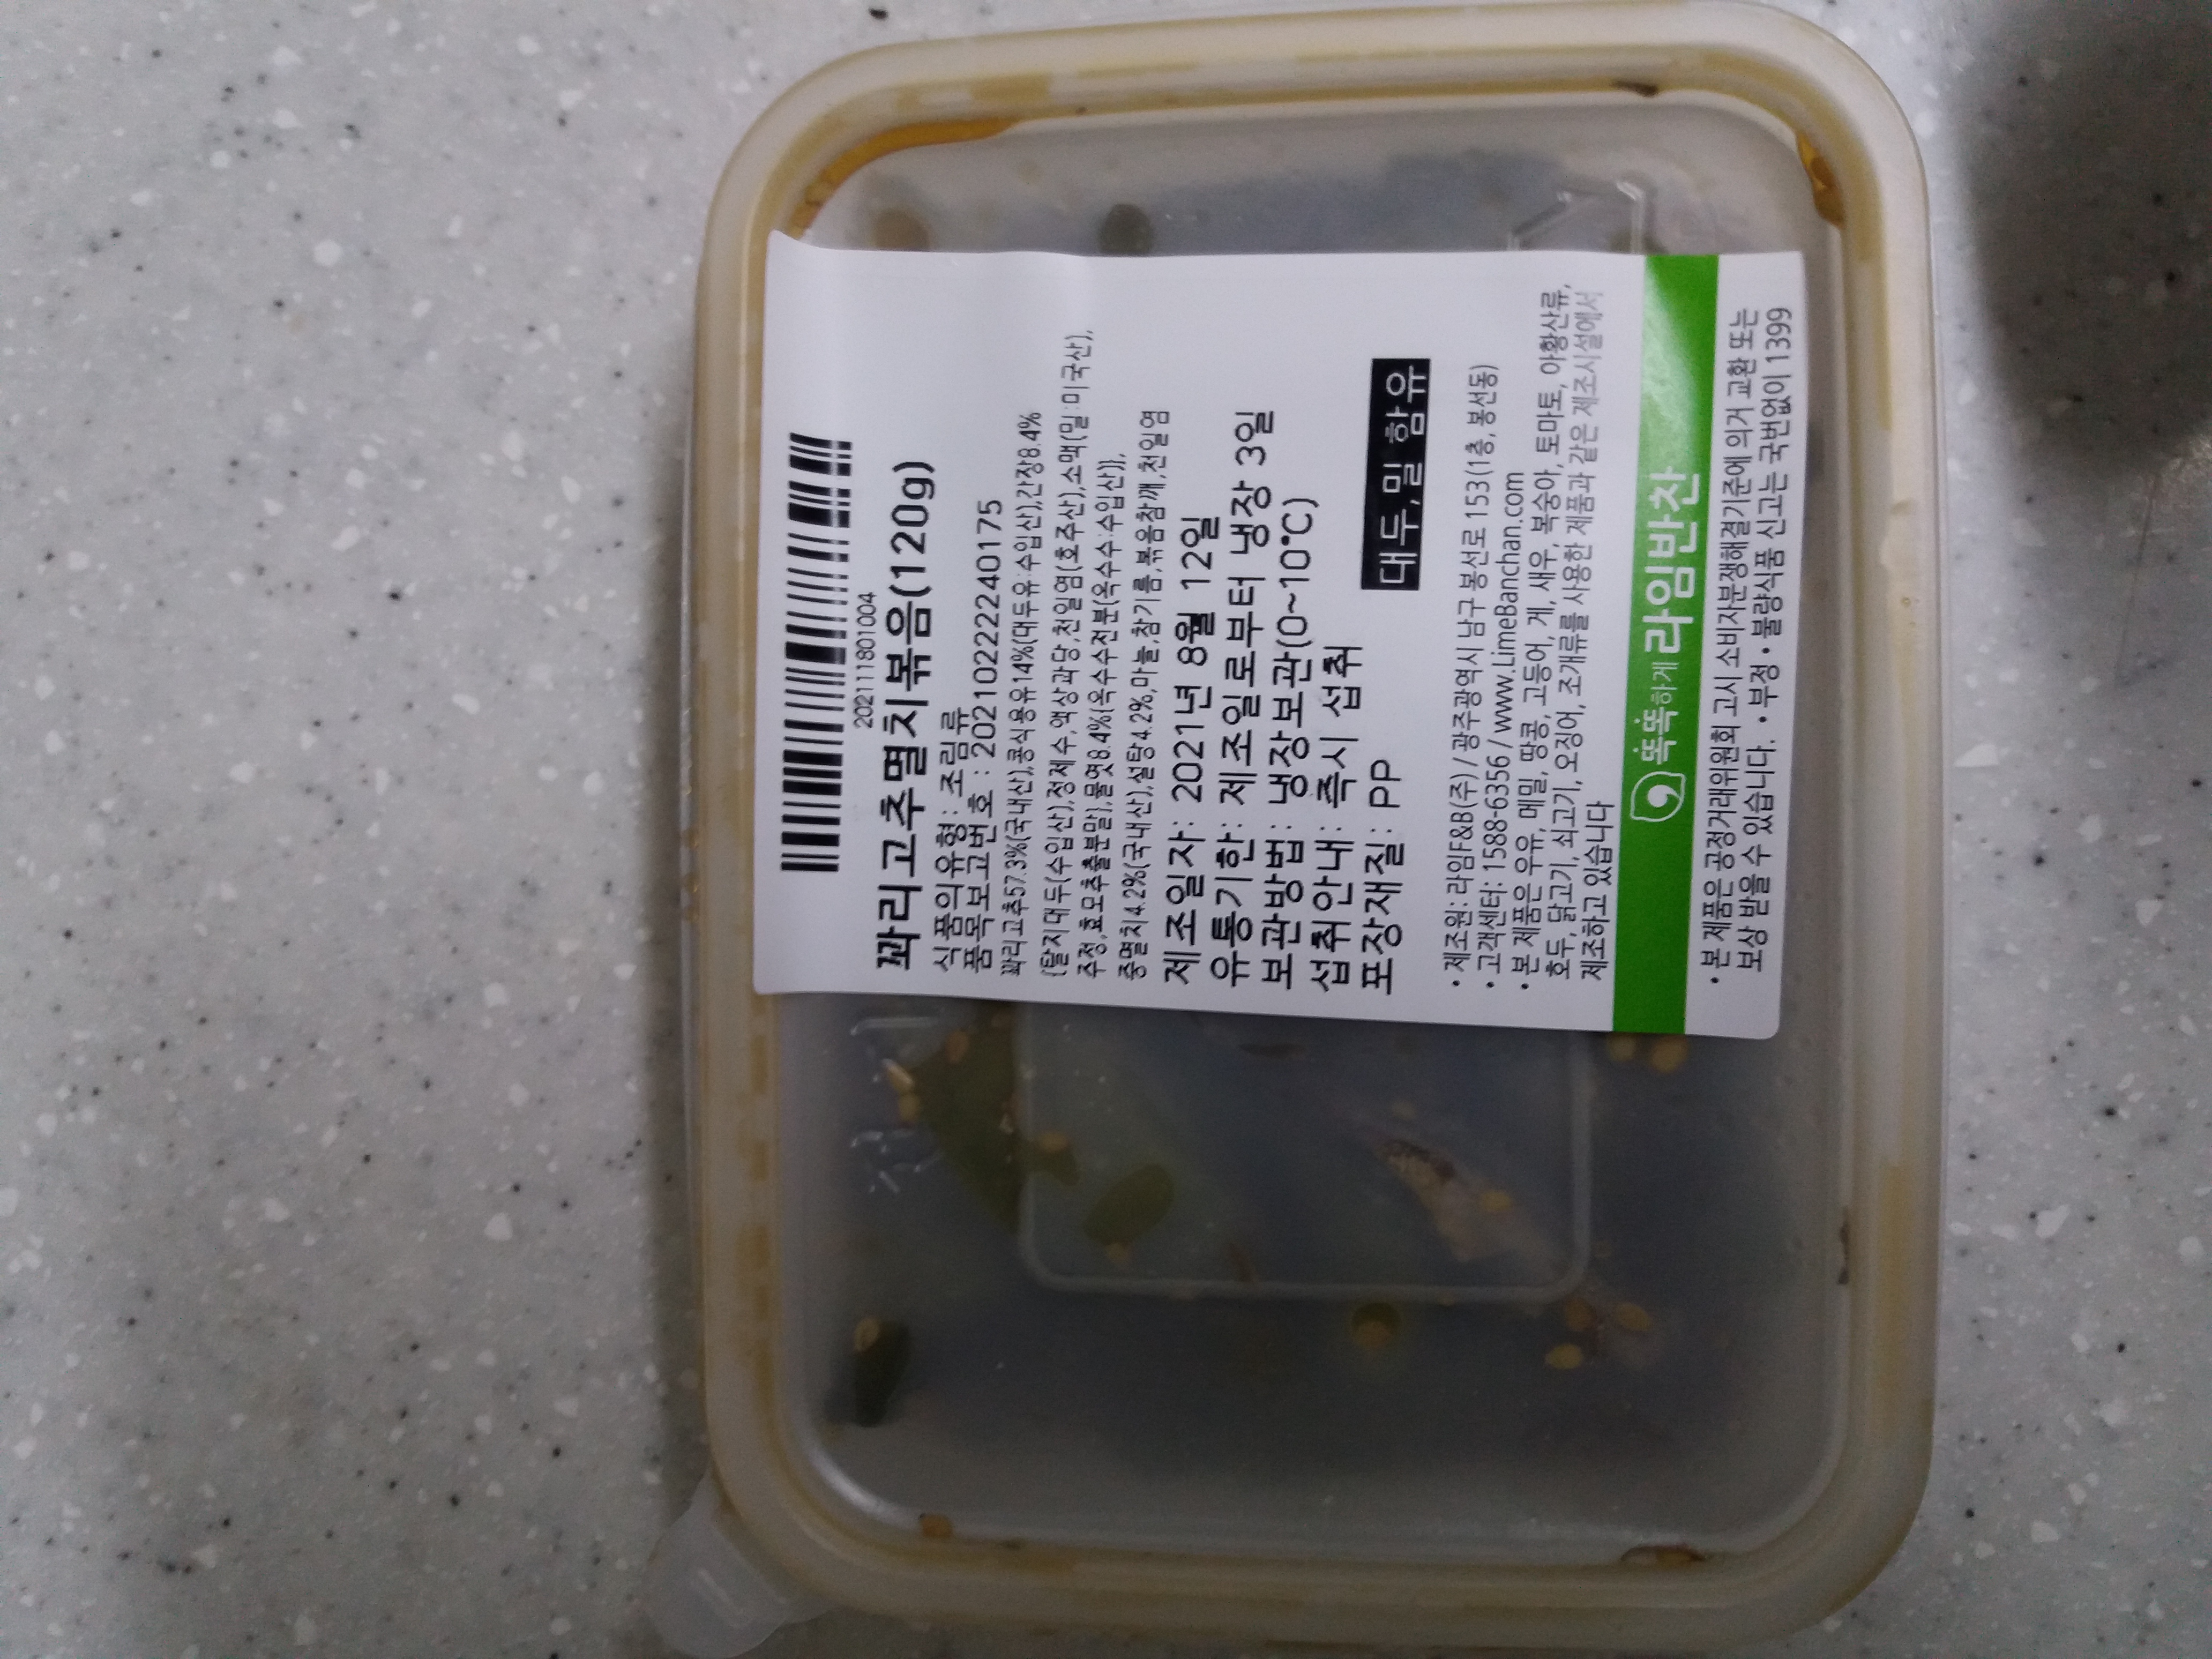 202111801004
꽈리고추멸치볶음(120g)
식품의유형: 조림류
품목보고번호 : 2021022240175
꽈리고추57.3%(국내산),콩식용유14%(대두유:수입산),간장8.4%
{탈지대두(수입산),정제수,액상과당,천일염(호주산),소맥(밀:미국산),
주정,효모추출분말},물엿8.4%{옥수수전분(옥수수:수입산)},
중멸치4.2%(국내산),설탕4.2%,마늘,참기름,볶음참깨,천일염
제조일자: 2021년 8월 12일
유통기한: 제조일로부터 냉장 3일
보관방법: 냉장보관(0~10℃)
섭취안내: 즉시 섭취
포장재질: PP
대두,밀 함유
• 제조원: 라임F&B(주) / 광주광역시 남구 봉선로 153(1층, 봉선동)
• 고객센터: 1588-6356 / www.LimeBanchan.com
• 본 제품은 우유, 메밀, 땅콩, 고등어, 게, 새우, 복숭아, 토마토, 아황산류,
호두, 닭고기, 쇠고기, 오징어, 조개류를 사용한 제품과 같은 제조시설에서
제조하고 있습니다
똑똑하게 라임반찬
• 본 제품은 공정거래위원회 고시 소비자분쟁해결기준에 의거 교환 또는
보상 받을 수 있습니다. • 부정 • 불량식품 신고는 국번없이 1399